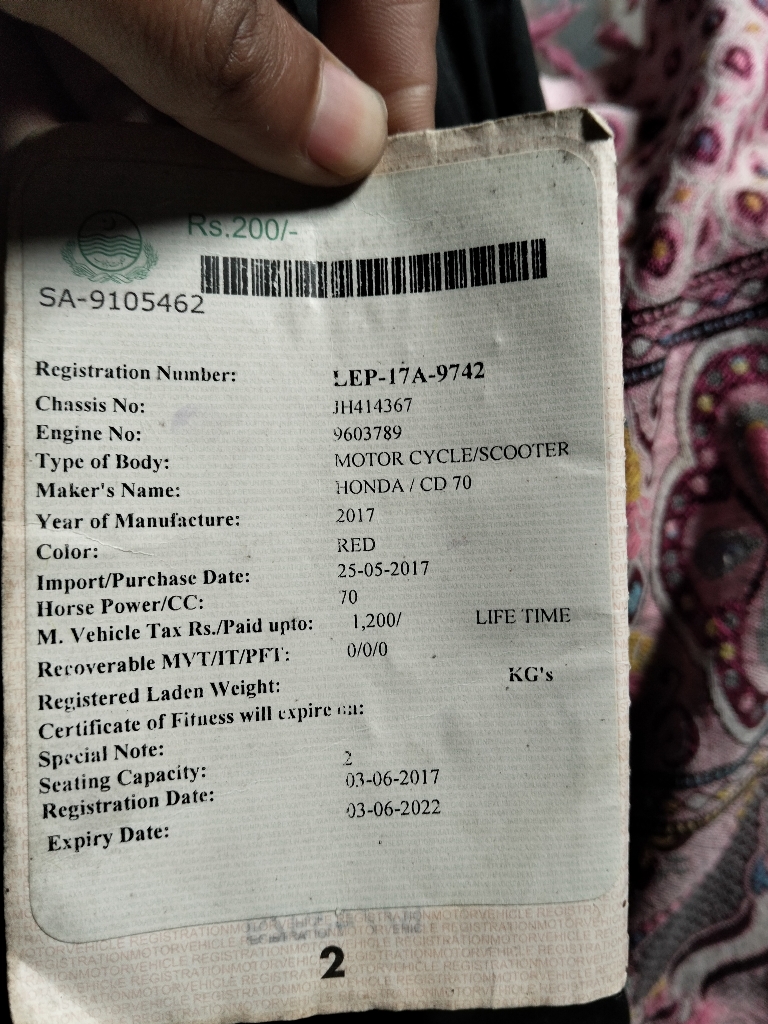 Rs.200/-
SA-9105462
Registration Number: LEP-17A-9742
Chassis No: JH414367
Engine No: 9603789
Type of Body: MOTOR CYCLE/SCOOTER
Maker's Name: HONDA / CD 70
Year of Manufacture: 2017
Color: RED
Import/Purchase Date: 25-05-2017
Horse Power/CC: 70
M. Vehicle Tax Rs./Paid upto: 1,200/ LIFE TIME
Recoverable MVT/IT/PFT: 0/0/0
Registered Laden Weight: KG's
Certificate of Fitness will expire on:
Special Note:
Seating Capacity: 2
Registration Date: 03-06-2017
Expiry Date: 03-06-2022
2